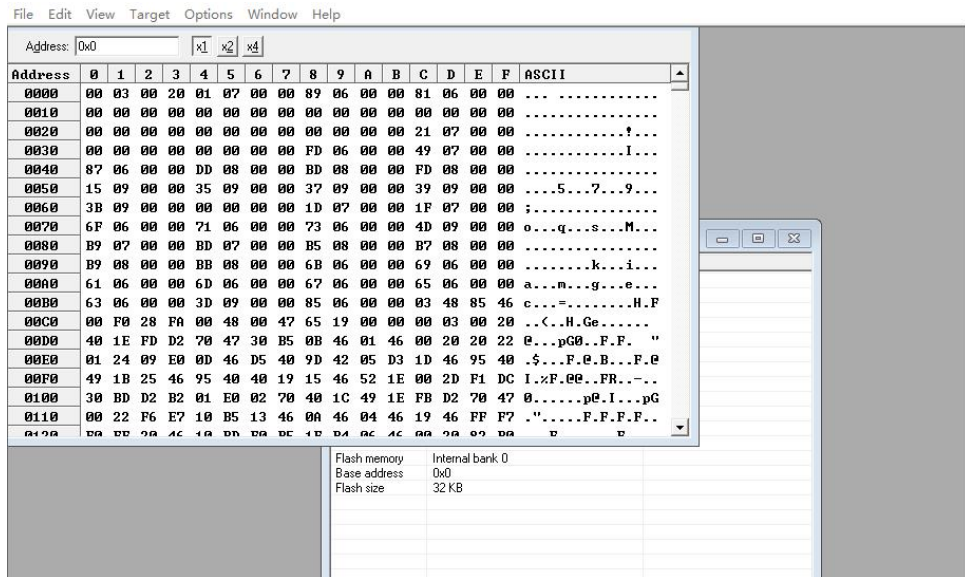 File Edit View Target Options Window Help
Address: 0x0 x1 x2 x4
Address 0 1 2 3 4 5 6 7 8 9 A B C D E F ASCII
0000 00 03 00 20 01 07 00 00 89 06 00 00 81 06 00 00 ... ............
0010 00 00 00 00 00 00 00 00 00 00 00 00 00 00 00 00 ................
0020 00 00 00 00 00 00 00 00 00 00 00 00 21 07 00 00 ............!...
0030 00 00 00 00 00 00 00 00 FD 06 00 00 49 07 00 00 ............I...
0040 87 06 00 00 DD 08 00 00 BD 08 00 00 FD 08 00 00 ................
0050 15 09 00 00 35 09 00 00 37 09 00 00 39 09 00 00 ....5...7...9...
0060 3B 09 00 00 00 00 00 00 1D 07 00 00 1F 07 00 00 ;...............
0070 6F 06 00 00 71 06 00 00 73 06 00 00 4D 09 00 00 o...q...s...M...
0080 B9 07 00 00 BD 07 00 00 B5 08 00 00 B7 08 00 00 ................
0090 B9 08 00 00 BB 08 00 00 6B 06 00 00 69 06 00 00 ........k...i...
00A0 61 06 00 00 6D 06 00 00 67 06 00 00 65 06 00 00 a...m...g...e...
00B0 63 06 00 00 3D 09 00 00 85 06 00 00 03 48 85 46 c...=........H.F
00C0 00 F0 28 FA 00 48 00 47 65 19 00 00 00 03 00 20 ..(..H.Ge......
00D0 40 1E FD D2 70 47 30 B5 0B 46 01 46 00 20 20 22 @...pG0..F.F. "
00E0 01 24 09 E0 0D 46 D5 40 9D 42 05 D3 1D 46 95 40 .$...F.@.B...F.@
00F0 49 1B 25 46 95 40 40 19 15 46 52 1E 00 2D F1 DC I.%F.@@..FR..-..
0100 30 BD D2 B2 01 E0 02 70 40 1C 49 1E FB D2 70 47 0......p@.I...pG
0110 00 22 F6 E7 10 B5 13 46 0A 46 04 46 19 46 FF F7 .".....F.F.F.F..
Flash memory Internal bank 0
Base address 0x0
Flash size 32 KB